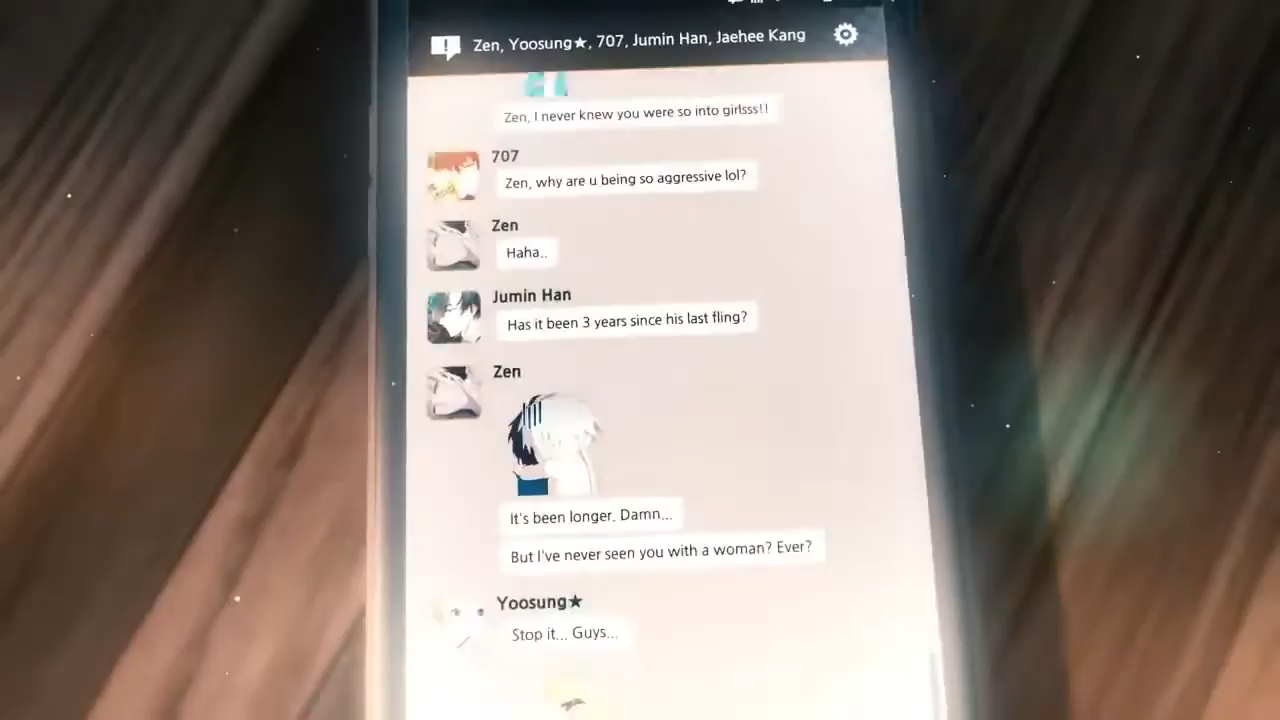 Zen, Yoosung★, 707, Jumin Han, Jaehee Kang
Zen, I never knew you were so into girlsss!!
707
Zen, why are u being so aggressive lol?
Zen
Haha..
Jumin Han
Has it been 3 years since his last fling?
Zen
It's been longer. Damn...
But I've never seen you with a woman? Ever?
Yoosung★
Stop it... Guys...